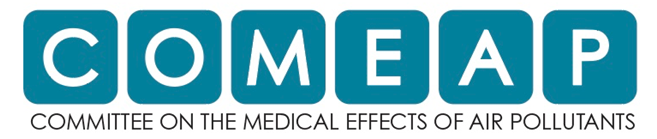 COMEAP
COMMITTEE ON THE MEDICAL EFFECTS OF AIR POLLUTANTS